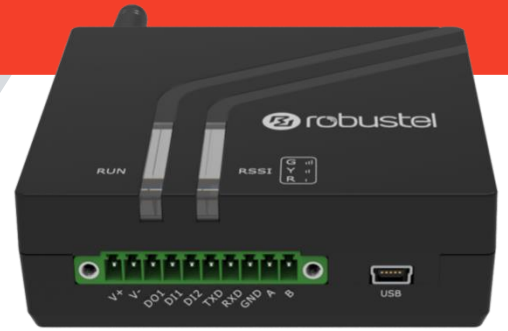 robustel
RUN
RSSI
G
Y
R
V+ V- DO1 DI1 DI2 TXD RXD GND A B
USB